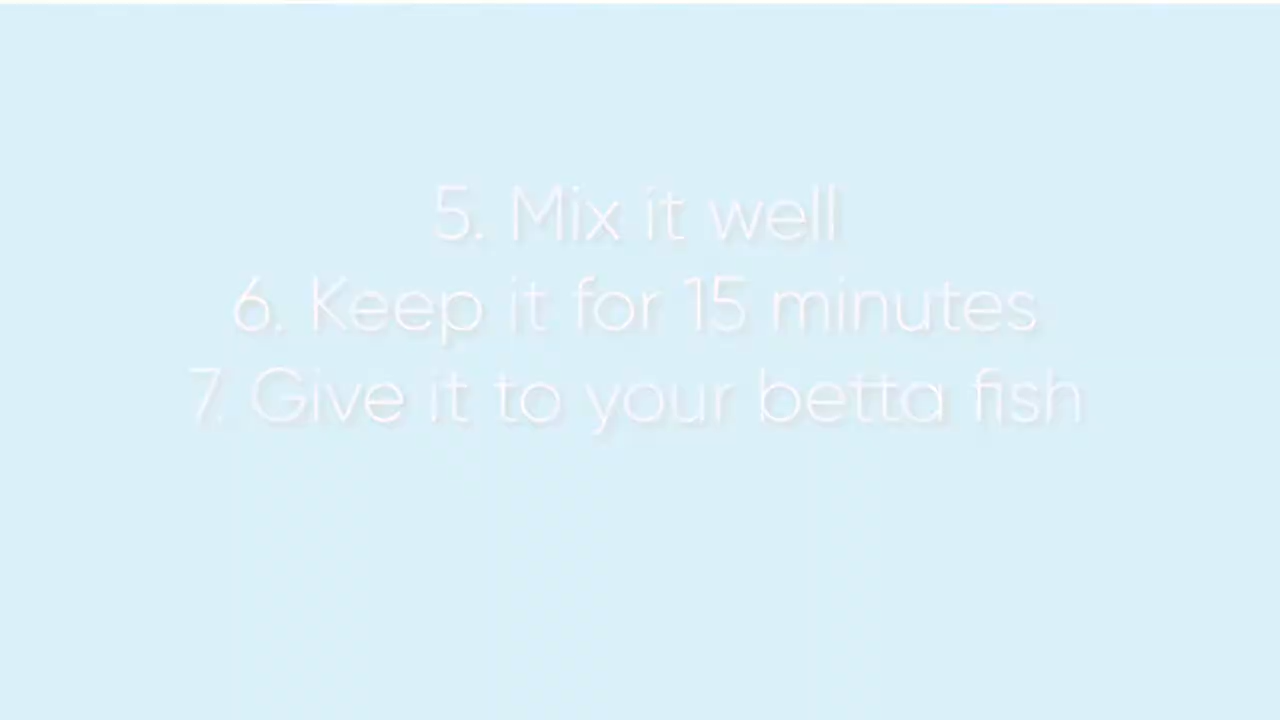 5. Mix it well
6. Keep it for 15 minutes
7. Give it to your betta fish